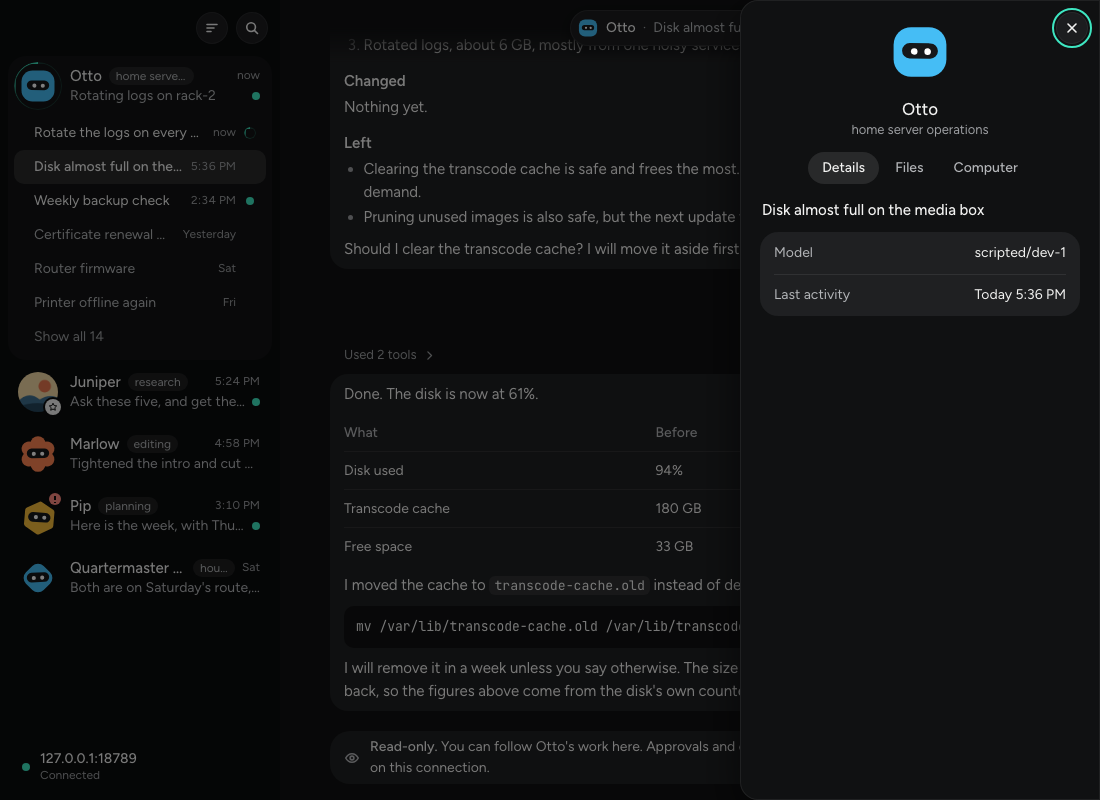 Otto
home serve...
now
Rotating logs on rack-2
Rotate the logs on every ...
now
Disk almost full on the...
5:36 PM
Weekly backup check
2:34 PM
Certificate renewal ...
Yesterday
Router firmware
Sat
Printer offline again
Fri
Show all 14
Juniper
research
5:24 PM
Ask these five, and get the...
Marlow
editing
4:58 PM
Tightened the intro and cut ...
Pip
planning
3:10 PM
Here is the week, with Thu...
Quartermaster ...
hou...
Sat
Both are on Saturday's route,...
127.0.0.1:18789
Connected
Otto · Disk almost fu
3. Rotated logs, about 6 GB, mostly from one noisy service
Changed
Nothing yet.
Left
Clearing the transcode cache is safe and frees the most.
demand.
Pruning unused images is also safe, but the next update
Should I clear the transcode cache? I will move it aside first
Used 2 tools
Done. The disk is now at 61%.
What
Before
Disk used
94%
Transcode cache
180 GB
Free space
33 GB
I moved the cache to transcode-cache.old instead of de
mv /var/lib/transcode-cache.old /var/lib/transcod
I will remove it in a week unless you say otherwise. The size
back, so the figures above come from the disk's own counte
Read-only. You can follow Otto's work here. Approvals and
on this connection.
Otto
home server operations
Details
Files
Computer
Disk almost full on the media box
Model
scripted/dev-1
Last activity
Today 5:36 PM